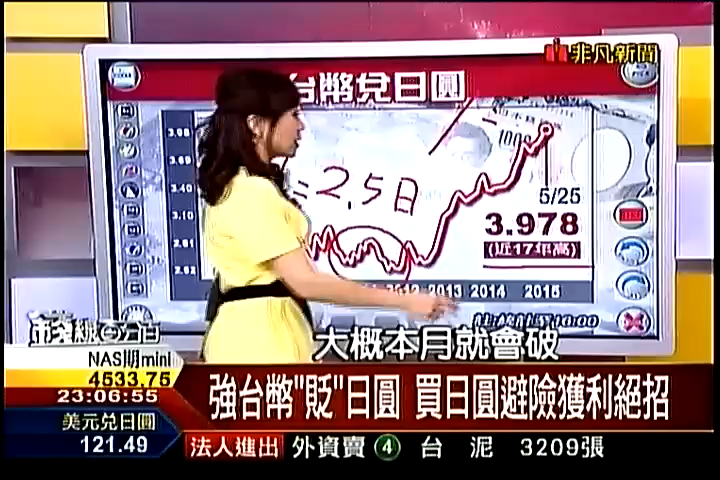 非凡新聞
台幣兌日圓
3.40
3.10
100
=2.5日
5/25
3.978
(近17年高)
2013 2014 2015
大概本月就會破
NAS期mini
4533.75
23:06:55
強台幣"貶"日圓 買日圓避險獲利絕招
美元兌日圓
121.49
法人進出 外資賣 4 台泥 3209張